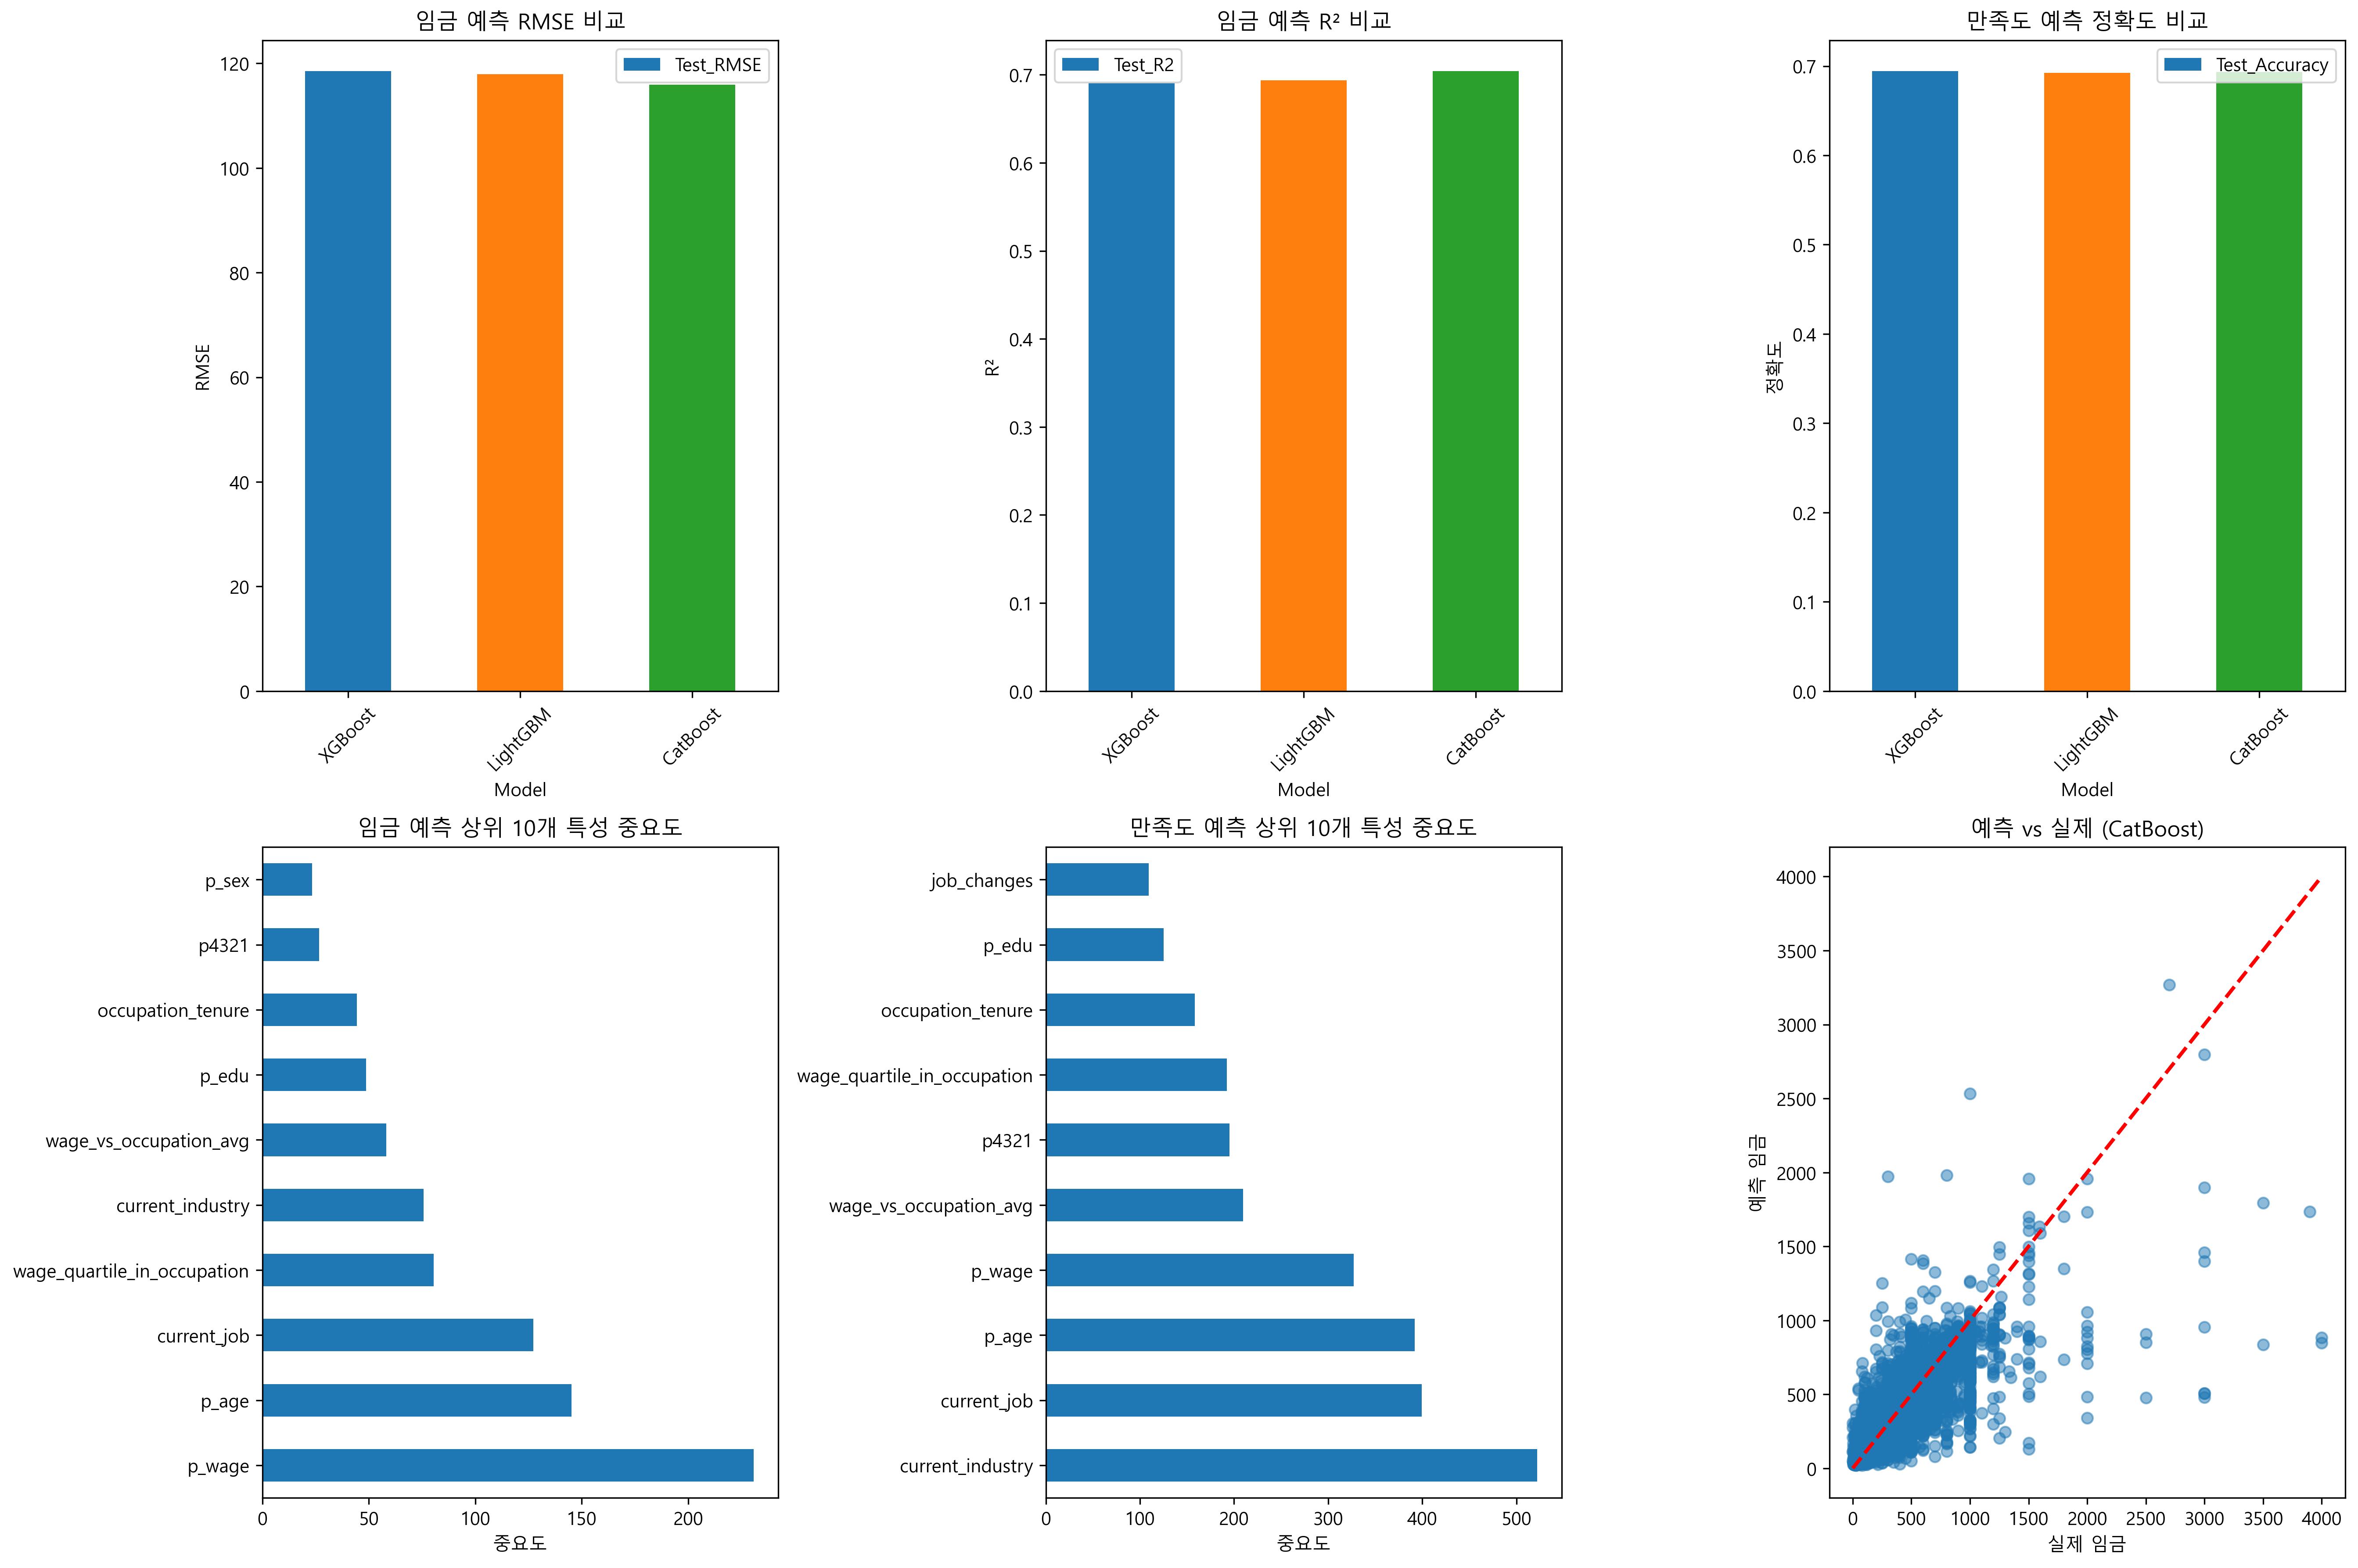 임금 예측 RMSE 비교
Test_RMSE
RMSE
120
100
80
60
40
20
0
XGBoost
LightGBM
CatBoost
Model
임금 예측 R² 비교
Test_R2
R²
0.7
0.6
0.5
0.4
0.3
0.2
0.1
0.0
XGBoost
LightGBM
CatBoost
Model
만족도 예측 정확도 비교
Test_Accuracy
정확도
0.7
0.6
0.5
0.4
0.3
0.2
0.1
0.0
XGBoost
LightGBM
CatBoost
Model
임금 예측 상위 10개 특성 중요도
p_sex
p4321
occupation_tenure
p_edu
wage_vs_occupation_avg
current_industry
wage_quartile_in_occupation
current_job
p_age
p_wage
0 50 100 150 200
중요도
만족도 예측 상위 10개 특성 중요도
job_changes
p_edu
occupation_tenure
wage_quartile_in_occupation
p4321
wage_vs_occupation_avg
p_wage
p_age
current_job
current_industry
0 100 200 300 400 500
중요도
예측 vs 실제 (CatBoost)
예측 임금
4000
3500
3000
2500
2000
1500
1000
500
0
0 500 1000 1500 2000 2500 3000 3500 4000
실제 임금